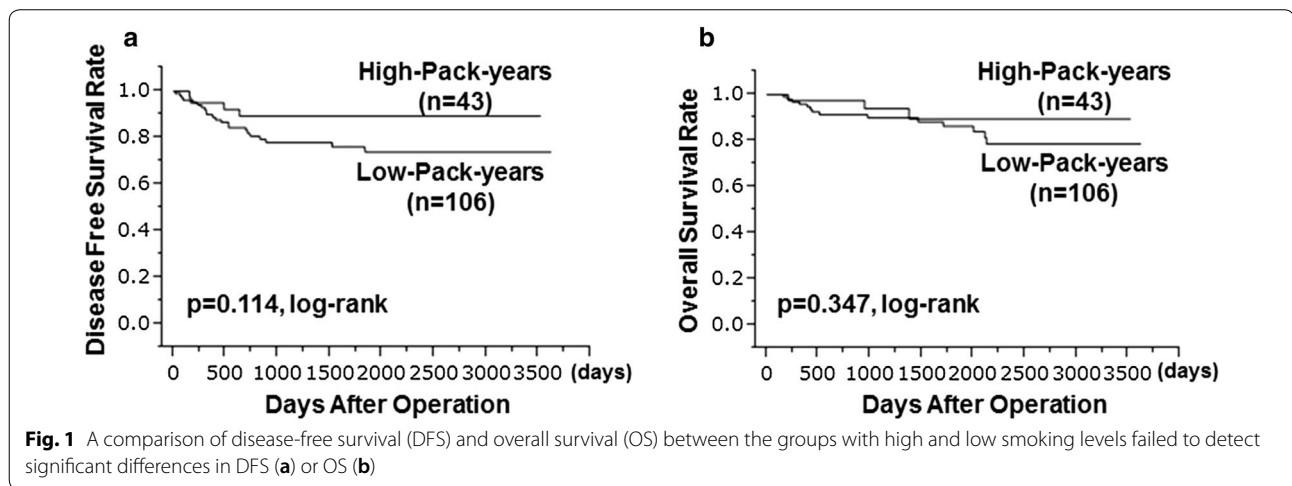 a
High-Pack-years
(n=43)
Low-Pack-years
(n=106)
p=0.114, log-rank
Disease Free Survival Rate
1.0
0.8
0.6
0.4
0.2
0.0
0 500 1000 1500 2000 2500 3000 3500 (days)
Days After Operation
b
High-Pack-years
(n=43)
Low-Pack-years
(n=106)
p=0.347, log-rank
Overall Survival Rate
1.0
0.8
0.6
0.4
0.2
0.0
0 500 1000 1500 2000 2500 3000 3500 (days)
Days After Operation
Fig. 1 A comparison of disease-free survival (DFS) and overall survival (OS) between the groups with high and low smoking levels failed to detect
significant differences in DFS (a) or OS (b)